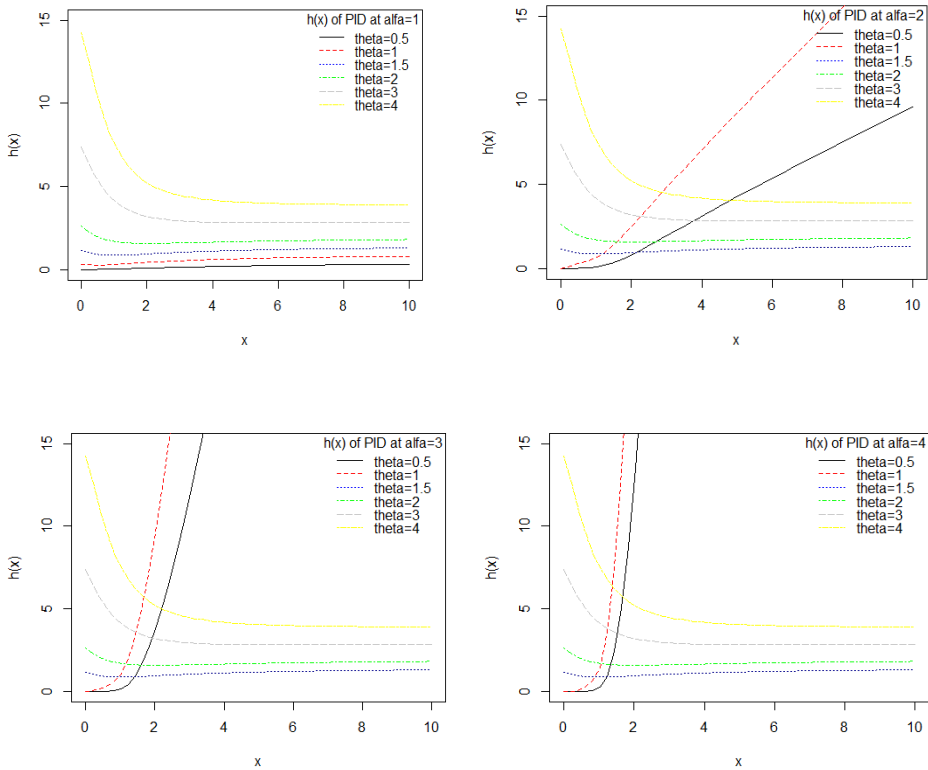 h(x) of PID at alfa=1
theta=0.5
theta=1
theta=1.5
theta=2
theta=3
theta=4
15
10
5
0
h(x)
0 2 4 6 8 10
x
h(x) of PID at alfa=2
theta=0.5
theta=1
theta=1.5
theta=2
theta=3
theta=4
15
10
5
0
h(x)
0 2 4 6 8 10
x
h(x) of PID at alfa=3
theta=0.5
theta=1
theta=1.5
theta=2
theta=3
theta=4
15
10
5
0
h(x)
0 2 4 6 8 10
x
h(x) of PID at alfa=4
theta=0.5
theta=1
theta=1.5
theta=2
theta=3
theta=4
15
10
5
0
h(x)
0 2 4 6 8 10
x